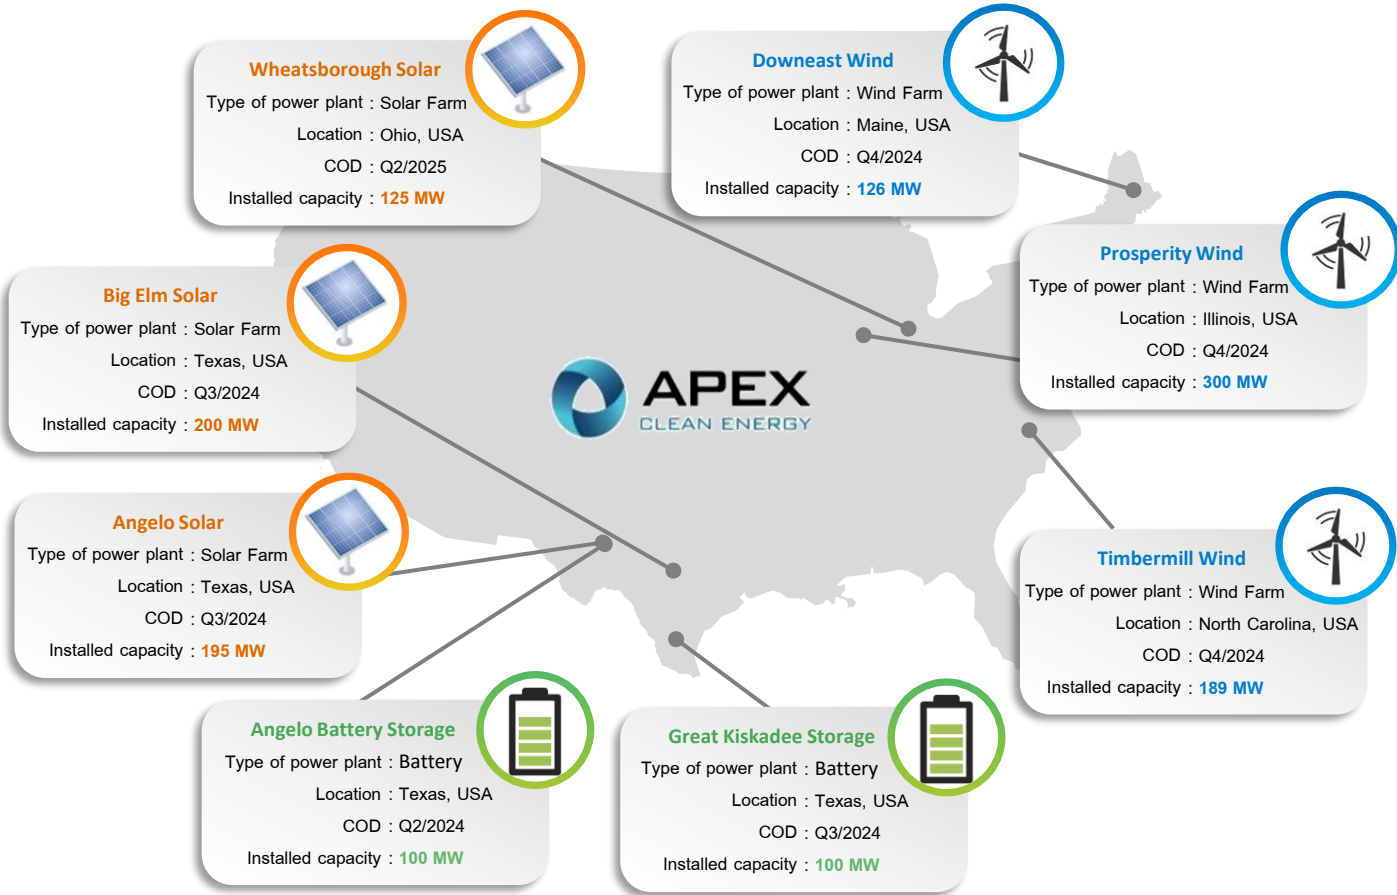 Wheatsborough Solar
Type of power plant : Solar Farm
Location : Ohio, USA
COD : Q2/2025
Installed capacity : 125 MW
Downeast Wind
Type of power plant : Wind Farm
Location : Maine, USA
COD : Q4/2024
Installed capacity : 126 MW
Big Elm Solar
Type of power plant : Solar Farm
Location : Texas, USA
COD : Q3/2024
Installed capacity : 200 MW
APEX
CLEAN ENERGY
Prosperity Wind
Type of power plant : Wind Farm
Location : Illinois, USA
COD : Q4/2024
Installed capacity : 300 MW
Angelo Solar
Type of power plant : Solar Farm
Location : Texas, USA
COD : Q3/2024
Installed capacity : 195 MW
Timbermill Wind
Type of power plant : Wind Farm
Location : North Carolina, USA
COD : Q4/2024
Installed capacity : 189 MW
Angelo Battery Storage
Type of power plant : Battery
Location : Texas, USA
COD : Q2/2024
Installed capacity : 100 MW
Great Kiskadee Storage
Type of power plant : Battery
Location : Texas, USA
COD : Q3/2024
Installed capacity : 100 MW